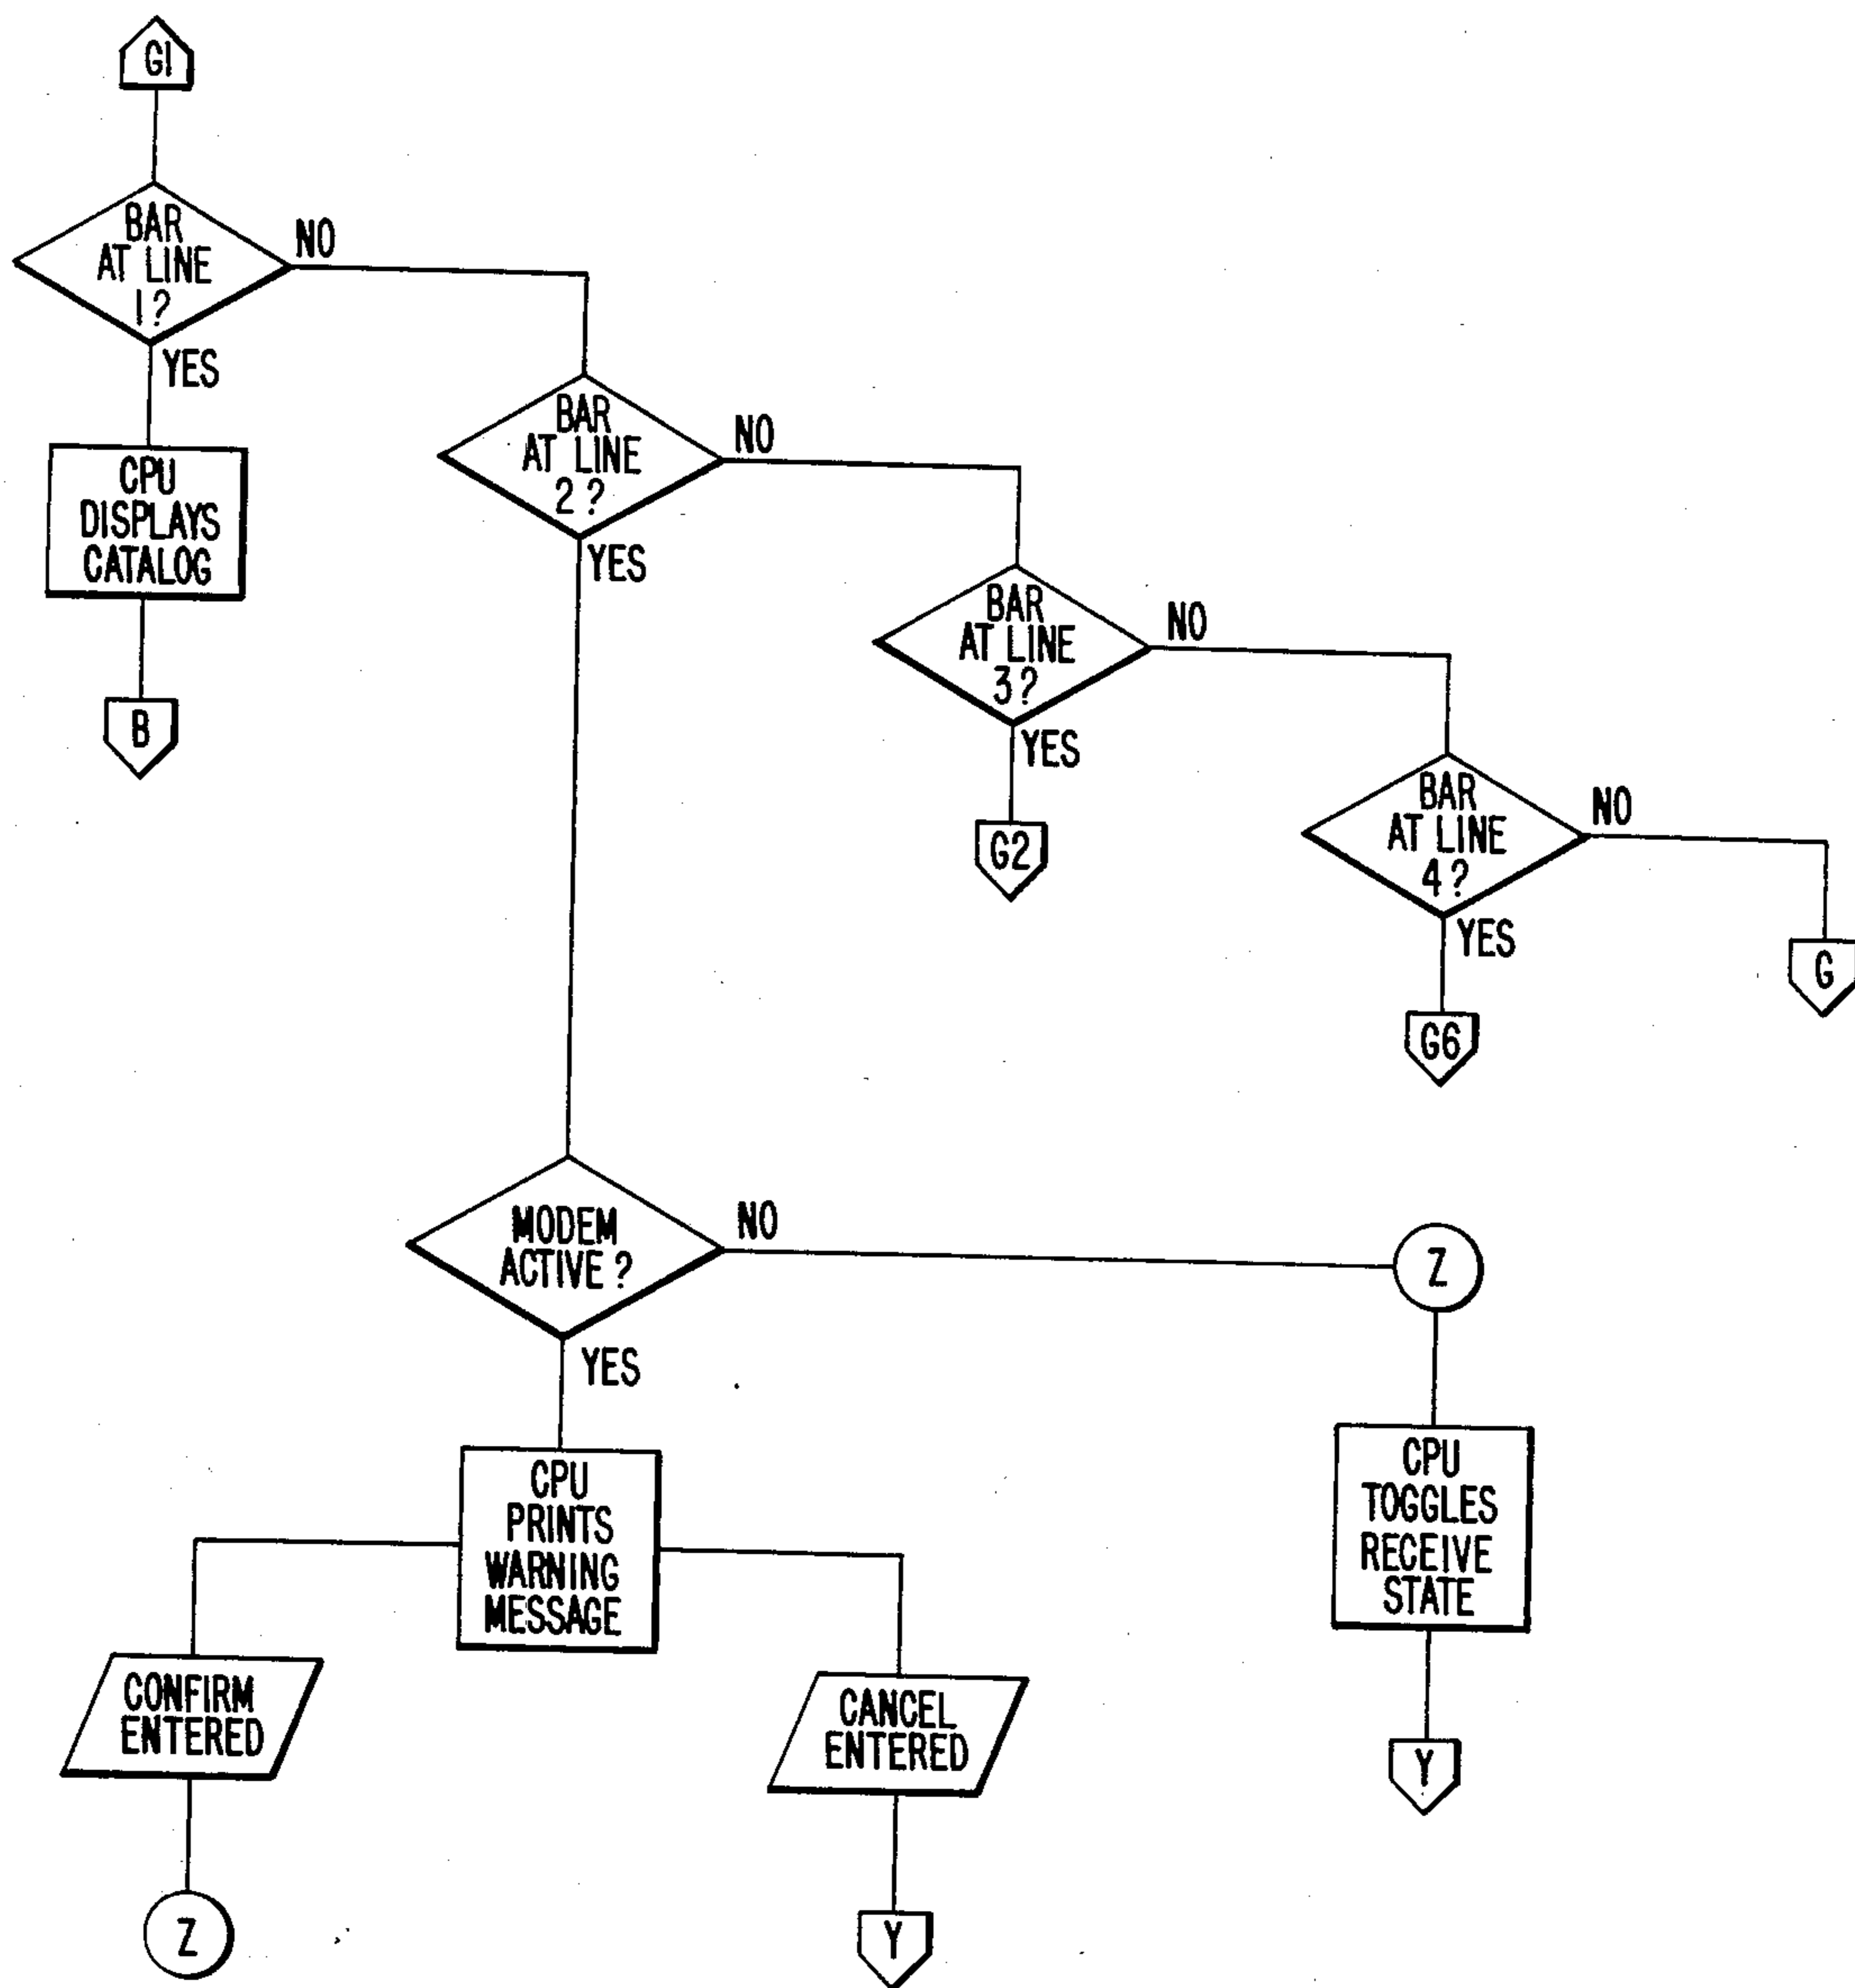 G1
BAR
AT LINE
1?
NO
YES
CPU
DISPLAYS
CATALOG
B
BAR
AT LINE
2?
NO
YES
BAR
AT LINE
3?
NO
YES
G2
BAR
AT LINE
4?
NO
YES
G6
G
MODEM
ACTIVE?
NO
YES
Z
CPU
TOGGLES
RECEIVE
STATE
Y
CPU
PRINTS
WARNING
MESSAGE
CONFIRM
ENTERED
Z
CANCEL
ENTERED
Y